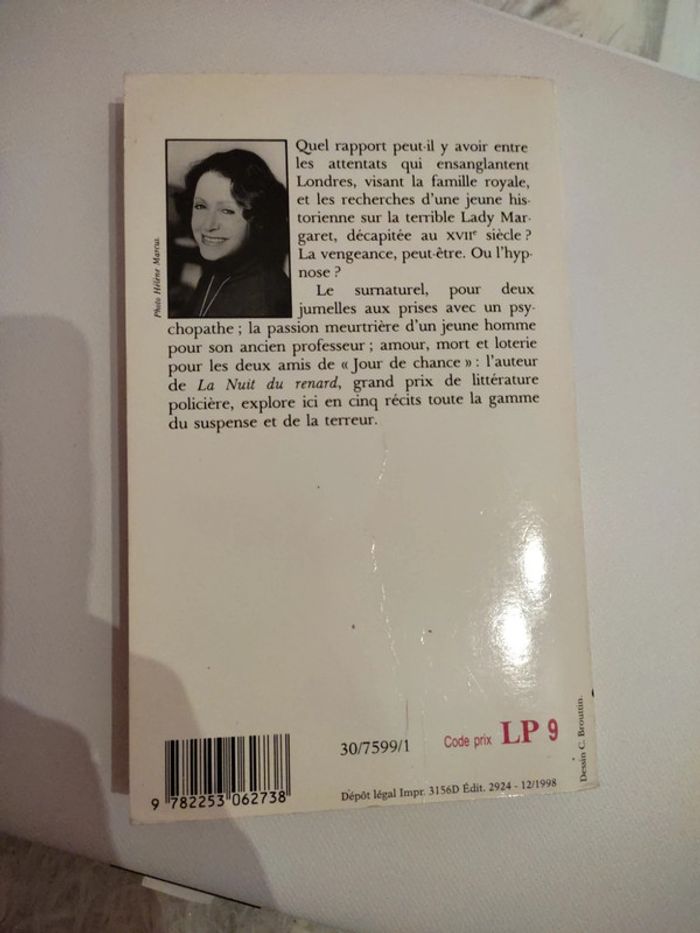 Quel rapport peut-il y avoir entre
les attentats qui ensanglantent
Londres, visant la famille royale,
et les recherches d'une jeune his-
torienne sur la terrible Lady Mar-
garet, décapitée au XVIIe siècle ?
La vengeance, peut-être. Ou l'hyp-
nose ?
Le surnaturel, pour deux
jumelles aux prises avec un psy-
chopathe ; la passion meurtrière d'un jeune homme
pour son ancien professeur ; amour, mort et loterie
pour les deux amis de « Jour de chance » : l'auteur
de La Nuit du renard, grand prix de littérature
policière, explore ici en cinq récits toute la gamme
du suspense et de la terreur.
Photo Hélène Marcus.
9 782253 062738
30/7599/1
Code prix LP 9
Dépôt légal Impr. 3156D Édit. 2924 - 12/1998
Dessin C. Brouttin.